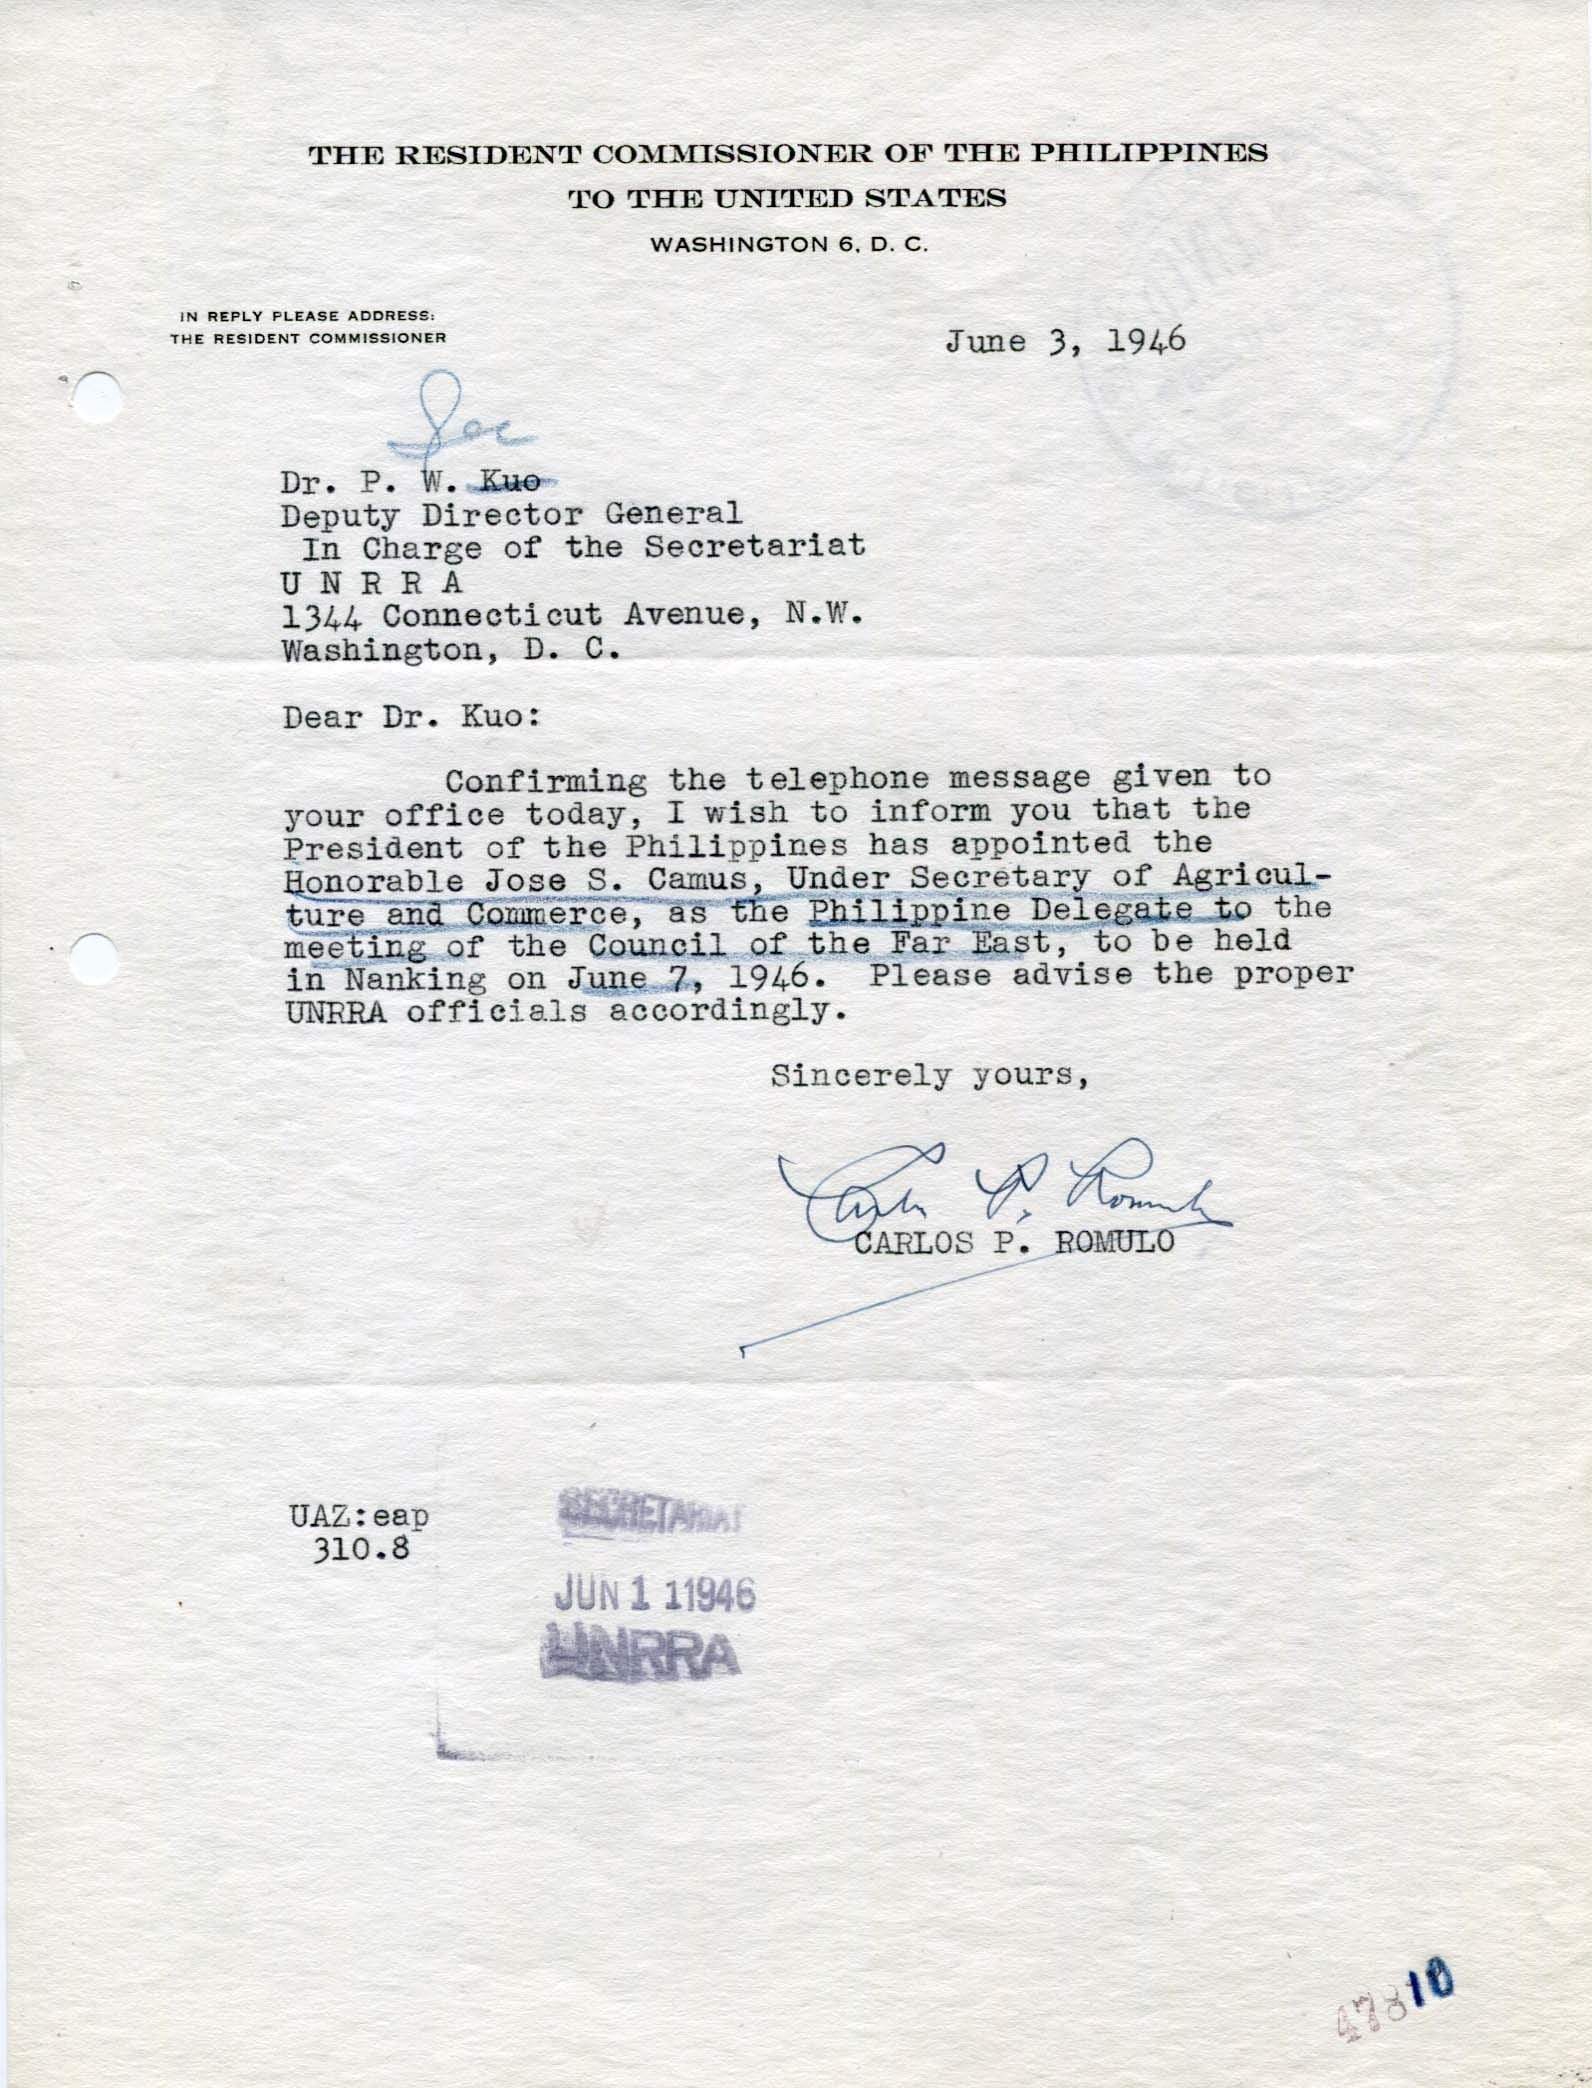 THE RESIDENT COMMISSIONER OF THE PHILIPPINES
TO THE UNITED STATES
WASHINGTON 6, D. C.
IN REPLY PLEASE ADDRESS:
THE RESIDENT COMMISSIONER
June 3, 1946
Sec
Dr. P. W. Kuo
Deputy Director General
In Charge of the Secretariat
U N R R A
1344 Connecticut Avenue, N.W.
Washington, D. C.
Dear Dr. Kuo:
Confirming the telephone message given to
your office today, I wish to inform you that the
President of the Philippines has appointed the
Honorable Jose S. Camus, Under Secretary of Agricul-
ture and Commerce, as the Philippine Delegate to the
meeting of the Council of the Far East, to be held
in Nanking on June 7, 1946. Please advise the proper
UNRRA officials accordingly.
Sincerely yours,
Carlos P. Romulo
CARLOS P. ROMULO
UAZ:eap
310.8
SECRETARIAT
JUN 1 1 1946
UNRRA
47810